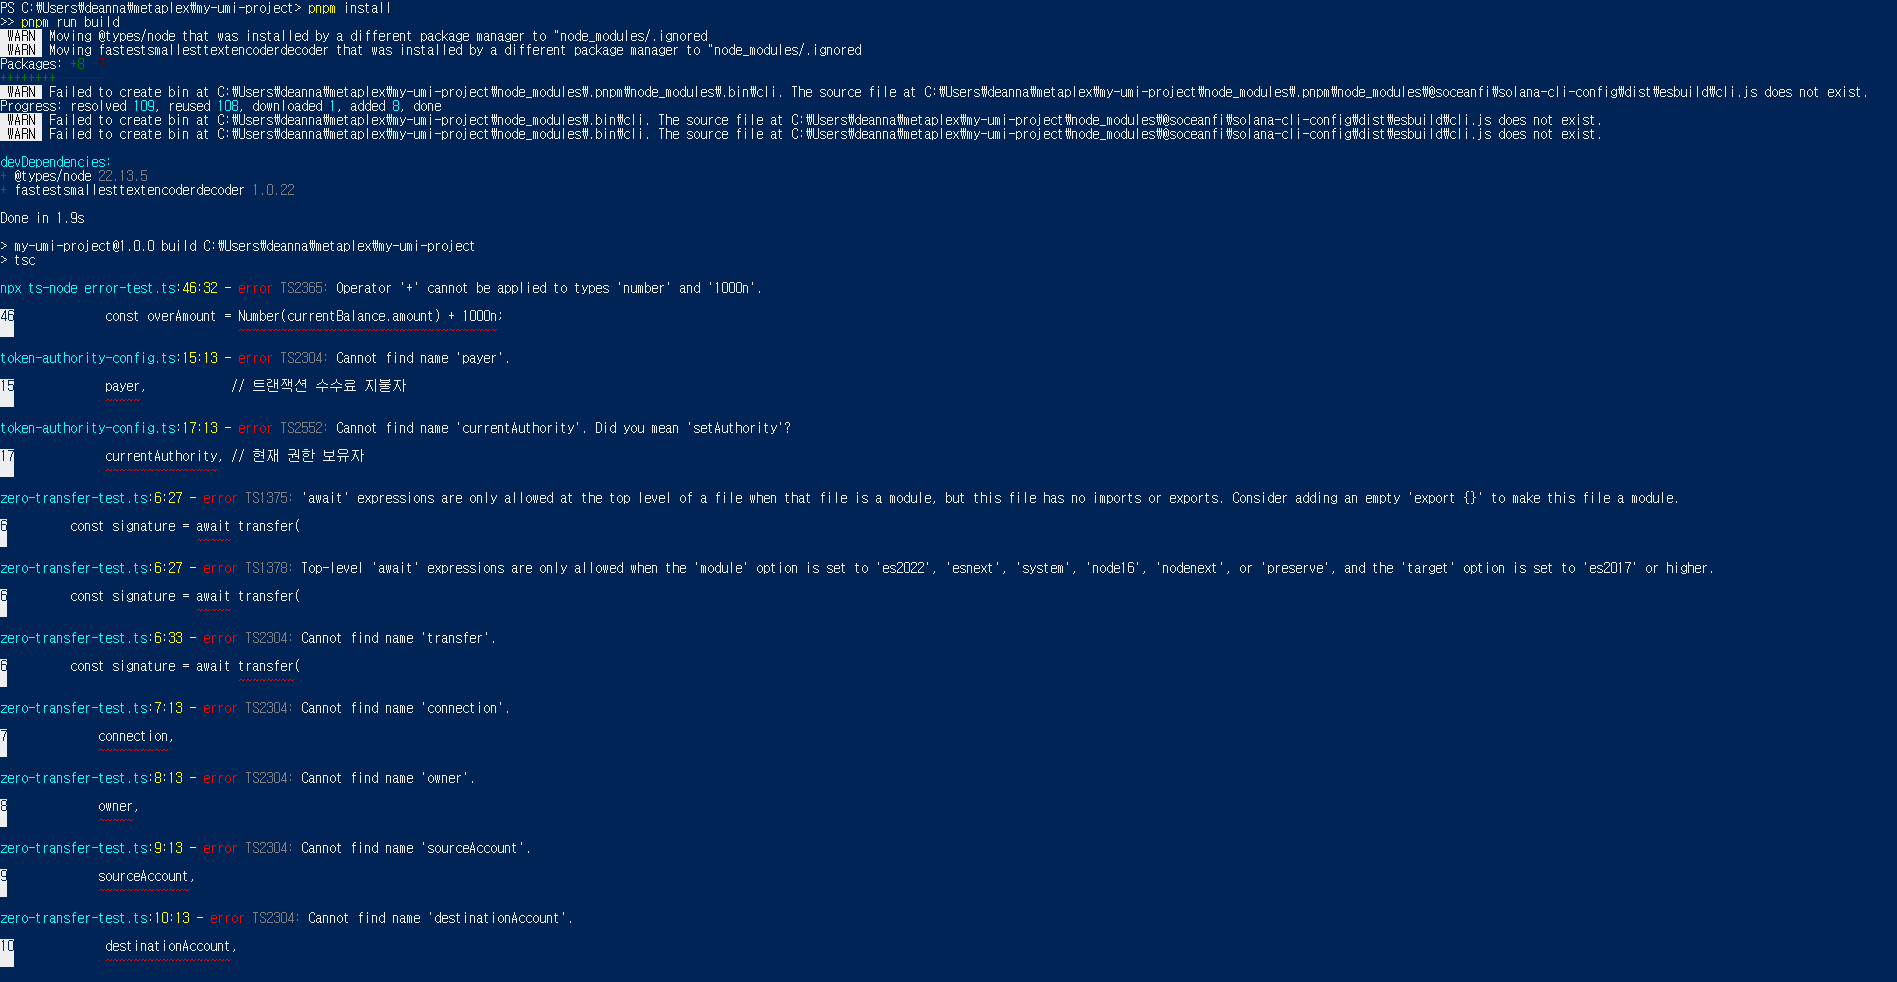 PS C:₩Users₩deanna₩metaplex₩my-umi-project> pnpm install
>> pnpm run build
WARN Moving @types/node that was installed by a different package manager to "node_modules/.ignored
WARN Moving fastestsmallesttextencoderdecoder that was installed by a different package manager to "node_modules/.ignored
Packages: +8 -7
++++++++-------
WARN Failed to create bin at C:₩Users₩deanna₩metaplex₩my-umi-project₩node_modules₩.pnpm₩node_modules₩.bin₩cli. The source file at C:₩Users₩deanna₩metaplex₩my-umi-project₩node_modules₩.pnpm₩node_modules₩@soceanfi₩solana-cli-config₩dist₩esbuild₩cli.js does not exist.
Progress: resolved 109, reused 108, downloaded 1, added 8, done
WARN Failed to create bin at C:₩Users₩deanna₩metaplex₩my-umi-project₩node_modules₩.bin₩cli. The source file at C:₩Users₩deanna₩metaplex₩my-umi-project₩node_modules₩@soceanfi₩solana-cli-config₩dist₩esbuild₩cli.js does not exist.
WARN Failed to create bin at C:₩Users₩deanna₩metaplex₩my-umi-project₩node_modules₩.bin₩cli. The source file at C:₩Users₩deanna₩metaplex₩my-umi-project₩node_modules₩@soceanfi₩solana-cli-config₩dist₩esbuild₩cli.js does not exist.
devDependencies:
+ @types/node 22.13.5
+ fastestsmallesttextencoderdecoder 1.0.22
Done in 1.9s
> my-umi-project@1.0.0 build C:₩Users₩deanna₩metaplex₩my-umi-project
> tsc
npx ts-node error-test.ts:46:32 - error TS2365: Operator '+' cannot be applied to types 'number' and '1000n'.
46 const overAmount = Number(currentBalance.amount) + 1000n;
token-authority-config.ts:15:13 - error TS2304: Cannot find name 'payer'.
15 payer, // 트랜잭션 수수료 지불자
token-authority-config.ts:17:13 - error TS2552: Cannot find name 'currentAuthority'. Did you mean 'setAuthority'?
17 currentAuthority, // 현재 권한 보유자
zero-transfer-test.ts:6:27 - error TS1375: 'await' expressions are only allowed at the top level of a file when that file is a module, but this file has no imports or exports. Consider adding an empty 'export {}' to make this file a module.
6 const signature = await transfer(
zero-transfer-test.ts:6:27 - error TS1378: Top-level 'await' expressions are only allowed when the 'module' option is set to 'es2022', 'esnext', 'system', 'node16', 'nodenext', or 'preserve', and the 'target' option is set to 'es2017' or higher.
6 const signature = await transfer(
zero-transfer-test.ts:6:33 - error TS2304: Cannot find name 'transfer'.
6 const signature = await transfer(
zero-transfer-test.ts:7:13 - error TS2304: Cannot find name 'connection'.
7 connection,
zero-transfer-test.ts:8:13 - error TS2304: Cannot find name 'owner'.
8 owner,
zero-transfer-test.ts:9:13 - error TS2304: Cannot find name 'sourceAccount'.
9 sourceAccount,
zero-transfer-test.ts:10:13 - error TS2304: Cannot find name 'destinationAccount'.
10 destinationAccount,